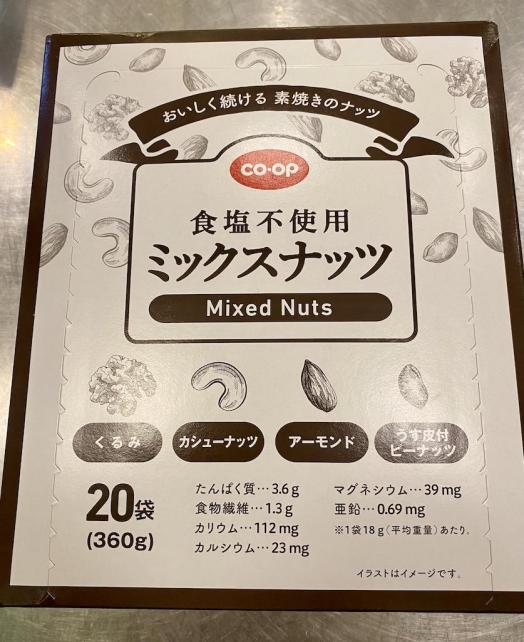 おいしく続ける 素焼きのナッツ
CO·OP
食塩不使用
ミックスナッツ
Mixed Nuts
くるみ
カシューナッツ
アーモンド
うす皮付
ピーナッツ
20袋
(360g)
たんぱく質…3.6g
食物繊維…1.3g
カリウム…112mg
カルシウム…23mg
マグネシウム…39mg
亜鉛…0.69mg
※1袋18g(平均重量)あたり。
イラストはイメージです。